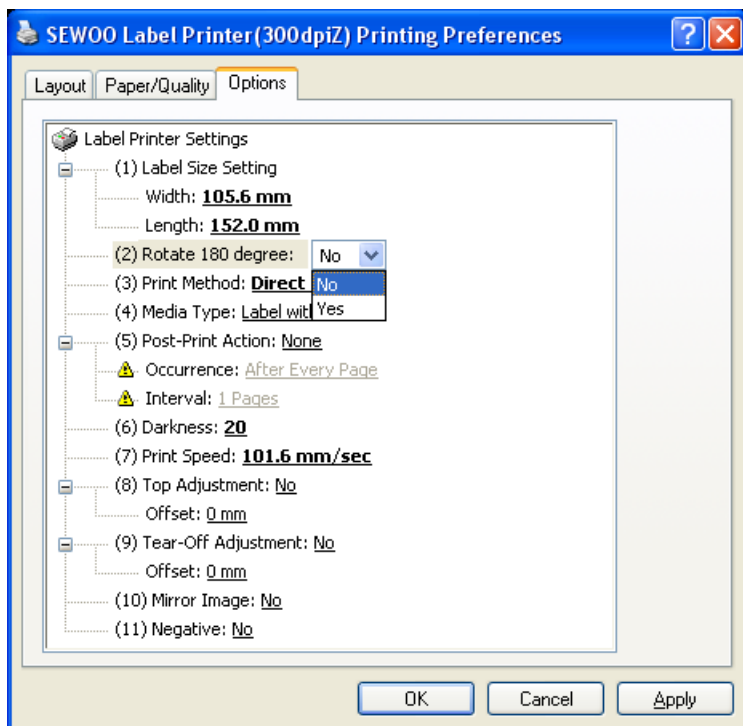 SEWOO Label Printer(300dpiZ) Printing Preferences
Layout Paper/Quality Options
Label Printer Settings
(1) Label Size Setting
Width: 105.6 mm
Length: 152.0 mm
(2) Rotate 180 degree: No
(3) Print Method: Direct
No
(4) Media Type: Label with
Yes
(5) Post-Print Action: None
Occurrence: After Every Page
Interval: 1 Pages
(6) Darkness: 20
(7) Print Speed: 101.6 mm/sec
(8) Top Adjustment: No
Offset: 0 mm
(9) Tear-Off Adjustment: No
Offset: 0 mm
(10) Mirror Image: No
(11) Negative: No
OK Cancel Apply